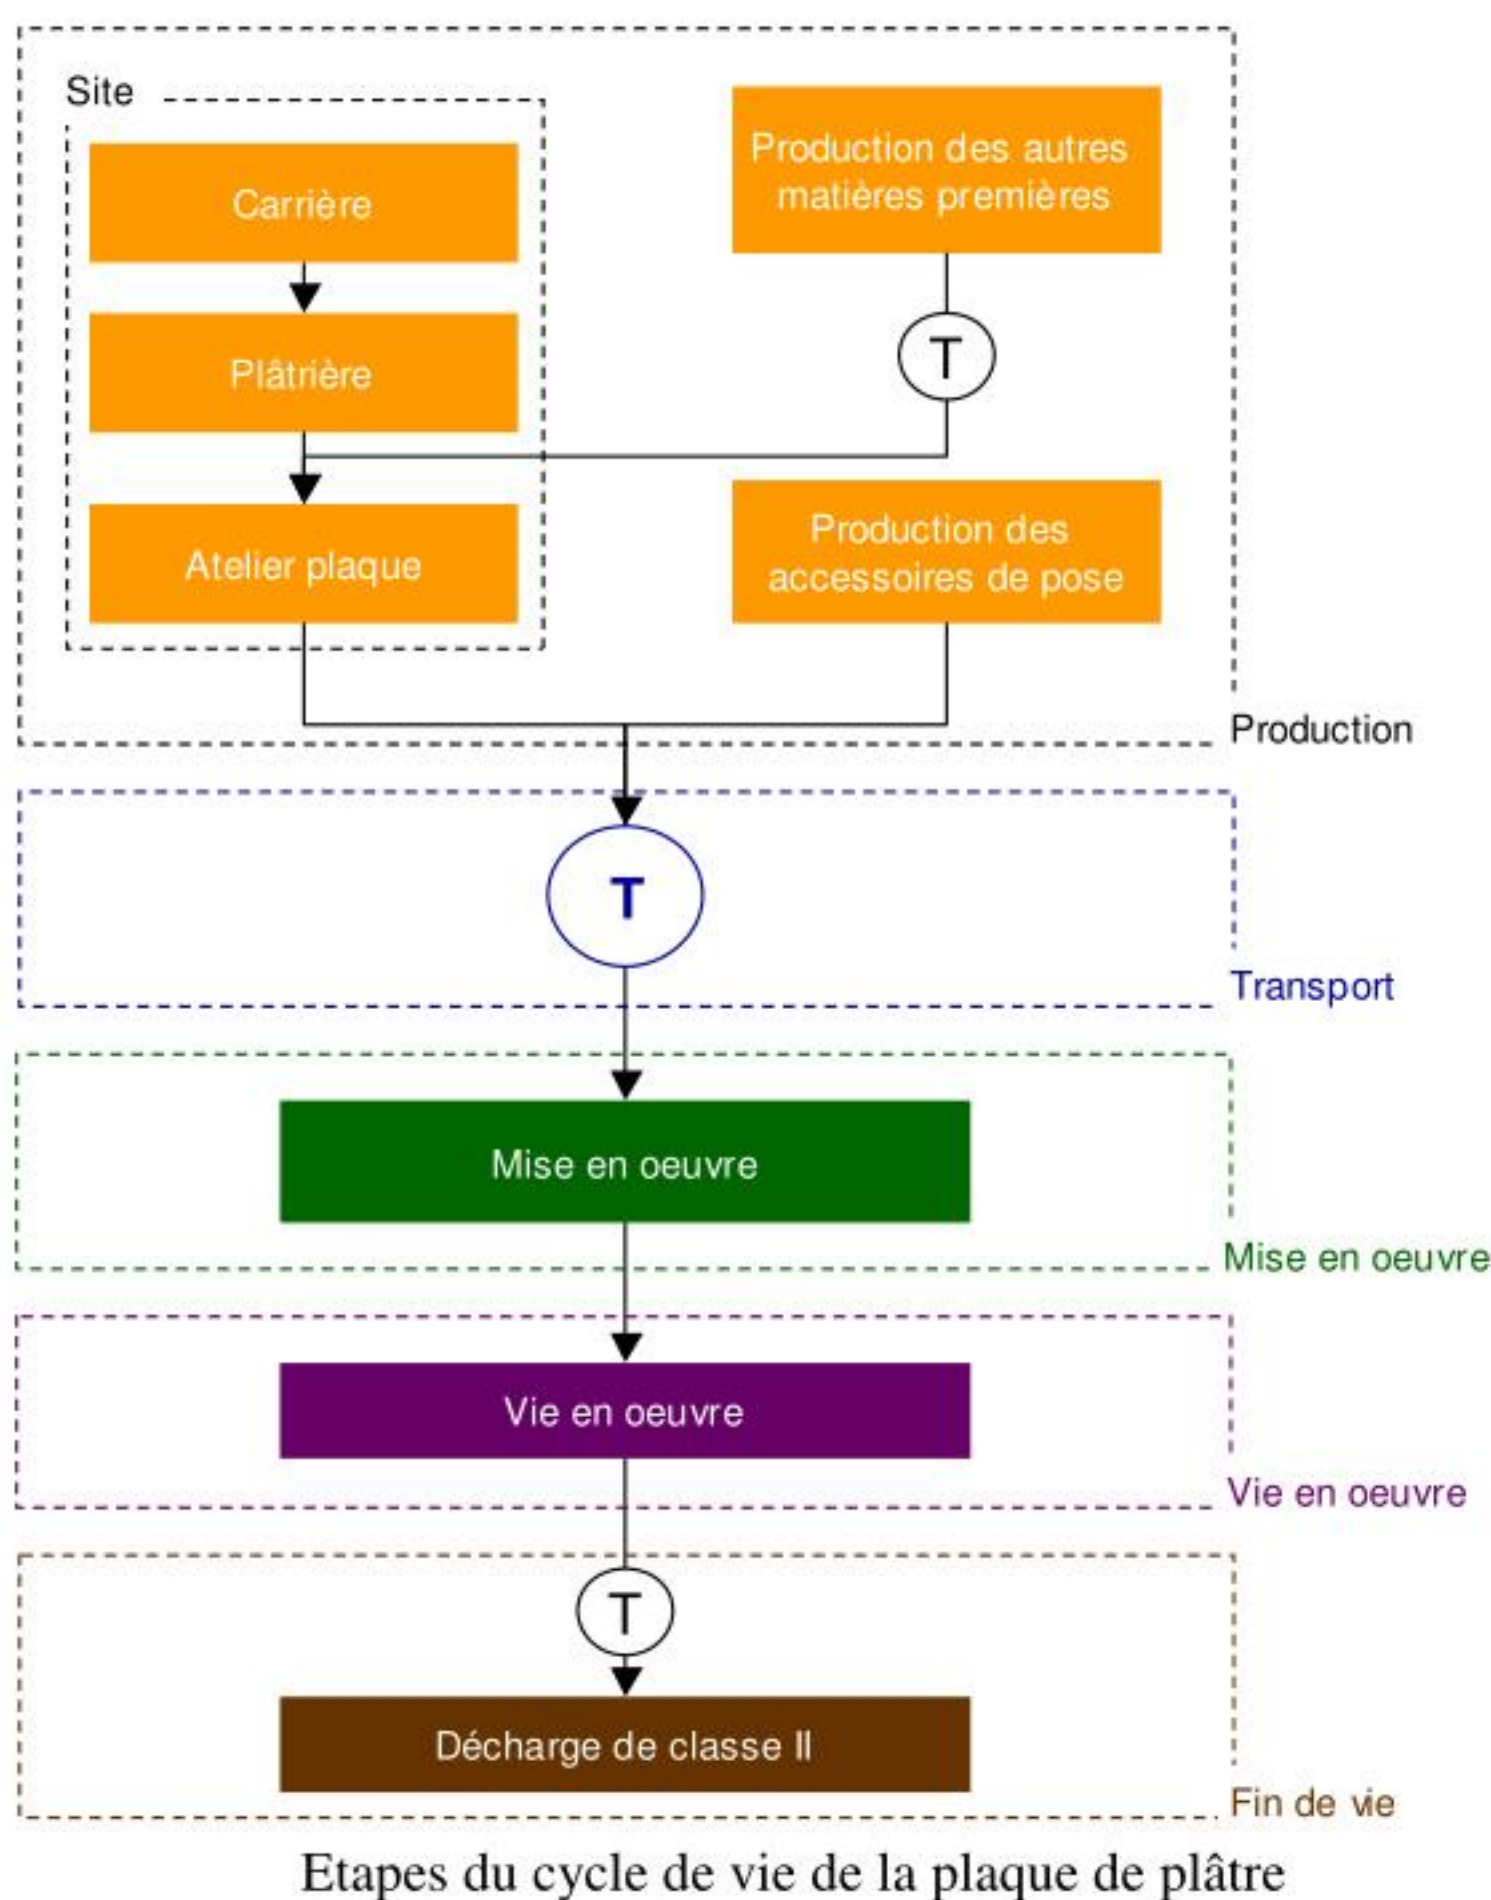 Site
Carrière
Plâtrière
Atelier plaque
Production des autres
matières premières
T
Production des
accessoires de pose
Production
T
Transport
Mise en oeuvre
Mise en oeuvre
Vie en oeuvre
Vie en oeuvre
T
Décharge de classe II
Fin de vie
Etapes du cycle de vie de la plaque de plâtre